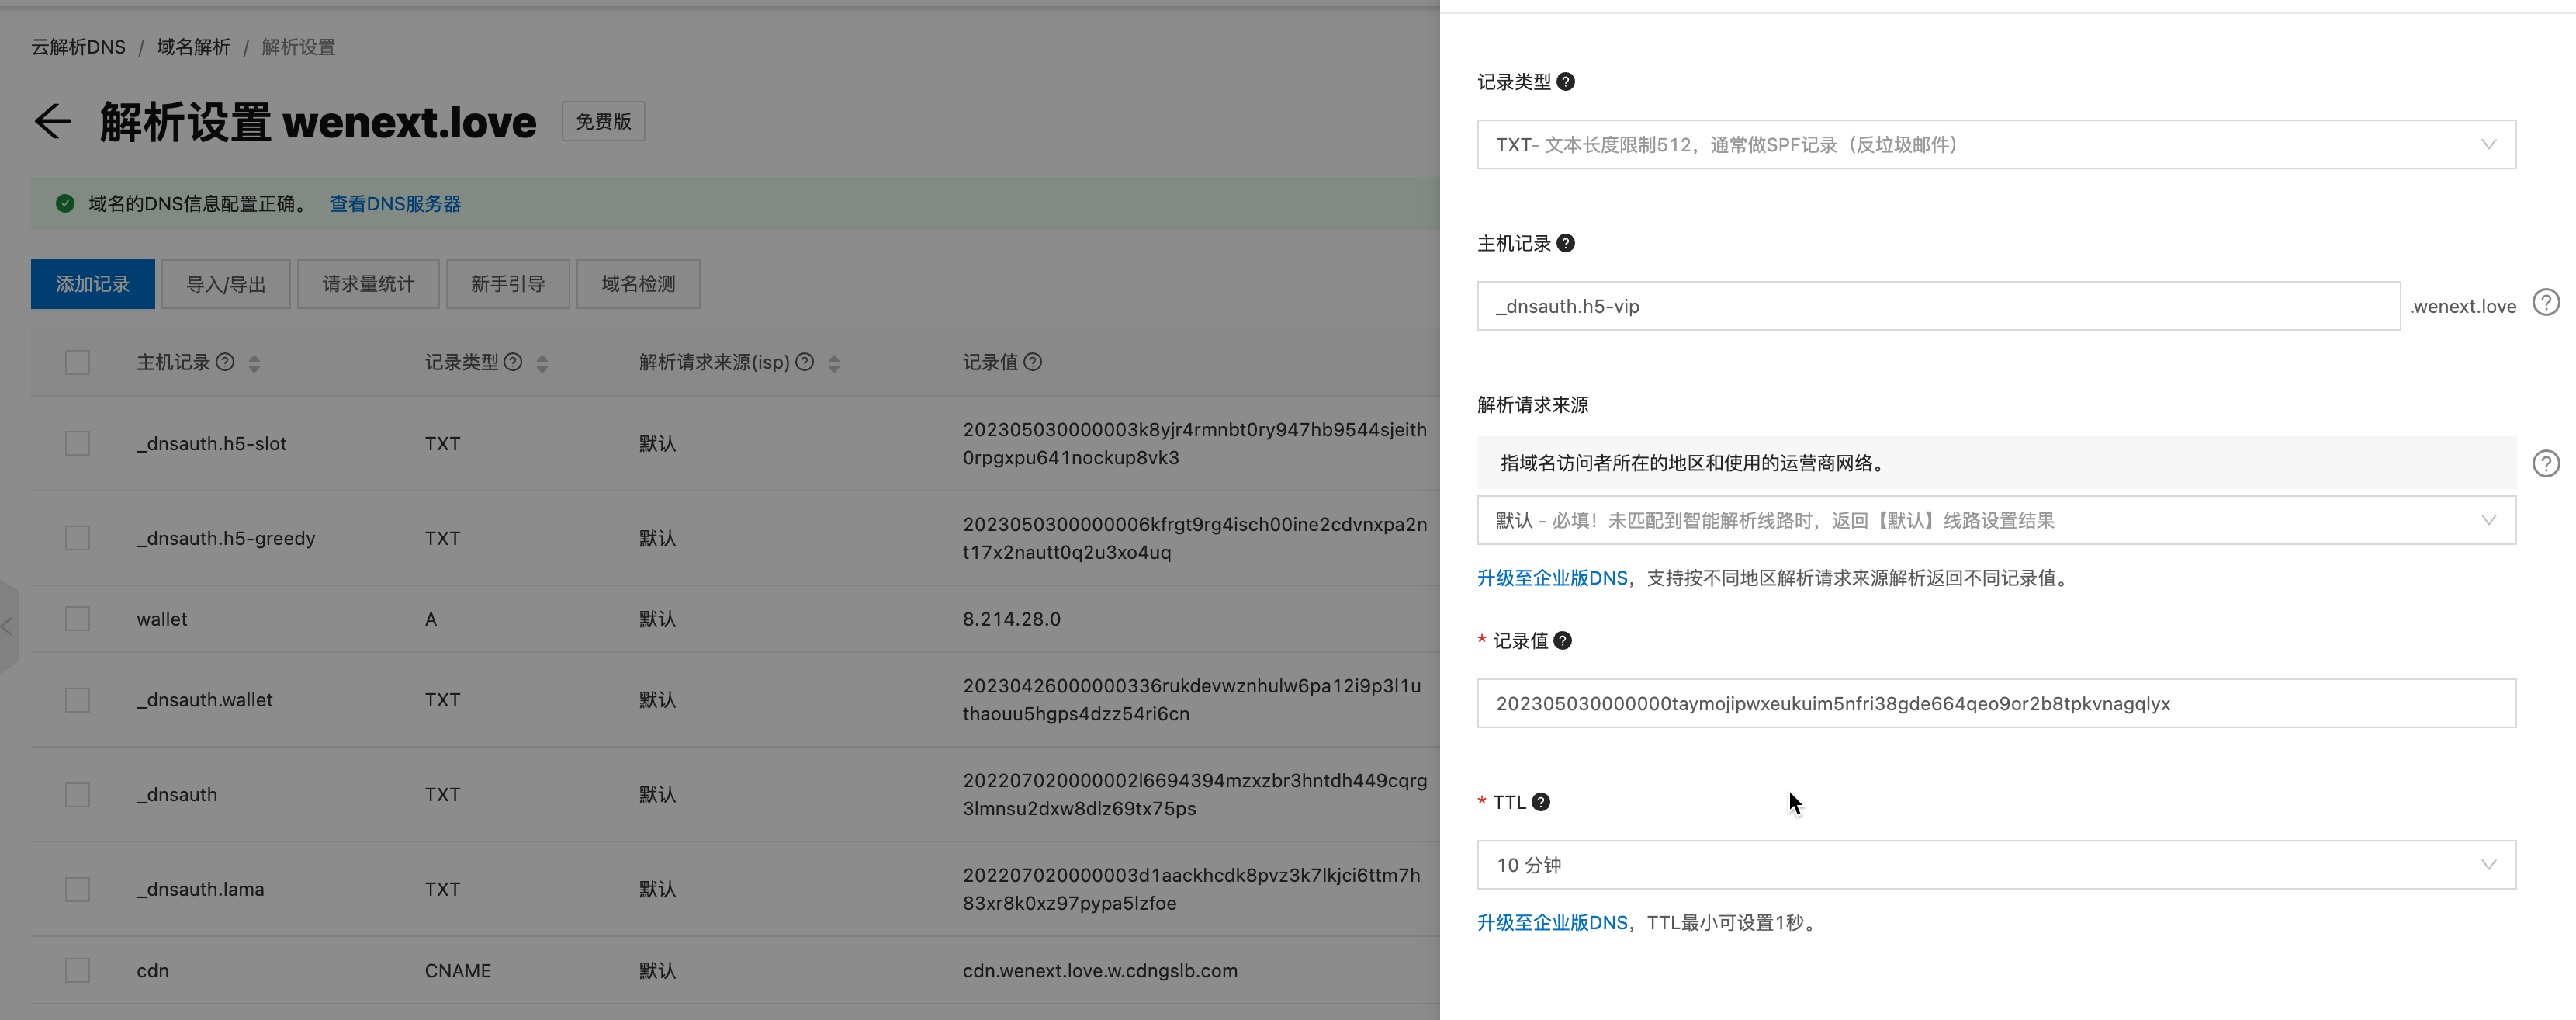 云解析DNS / 域名解析 / 解析设置
解析设置 wenext.love 免费版
域名的DNS信息配置正确。 查看DNS服务器
添加记录 导入/导出 请求量统计 新手引导 域名检测
主机记录 记录类型 解析请求来源(isp) 记录值
_dnsauth.h5-slot TXT 默认 202305030000003k8yjr4rmnbt0ry947hb9544sjeith
0rpgxpu641nockup8vk3
_dnsauth.h5-greedy TXT 默认 2023050300000006kfrgt9rg4isch00ine2cdvnxpa2n
t17x2nautt0q2u3xo4uq
wallet A 默认 8.214.28.0
_dnsauth.wallet TXT 默认 20230426000000336rukdevwznhulw6pa12i9p3l1u
thaouu5hgps4dzz54ri6cn
_dnsauth TXT 默认 202207020000002l6694394mzxzbr3hntdh449cqrg
3lmnsu2dxw8dlz69tx75ps
_dnsauth.lama TXT 默认 202207020000003d1aackhcdk8pvz3k7lkjci6ttm7h
83xr8k0xz97pypa5lzfoe
cdn CNAME 默认 cdn.wenext.love.w.cdngslb.com
记录类型
TXT- 文本长度限制512，通常做SPF记录（反垃圾邮件）
主机记录
_dnsauth.h5-vip .wenext.love
解析请求来源
指域名访问者所在的地区和使用的运营商网络。
默认 - 必填！未匹配到智能解析线路时，返回【默认】线路设置结果
升级至企业版DNS，支持按不同地区解析请求来源解析返回不同记录值。
* 记录值
202305030000000taymojipwxeukuim5nfri38gde664qeo9or2b8tpkvnagqlyx
* TTL
10 分钟
升级至企业版DNS，TTL最小可设置1秒。